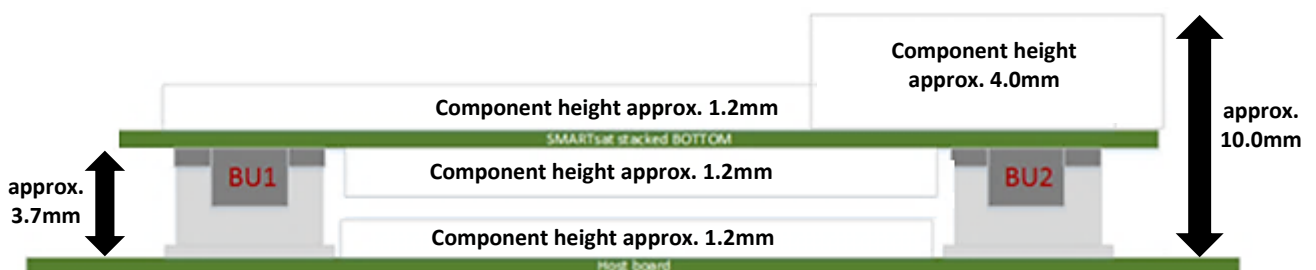 Component height
approx. 4.0mm
approx.
10.0mm
Component height approx. 1.2mm
SMARTsat stacked BOTTOM
approx.
3.7mm
BU1
Component height approx. 1.2mm
BU2
Component height approx. 1.2mm
Host board